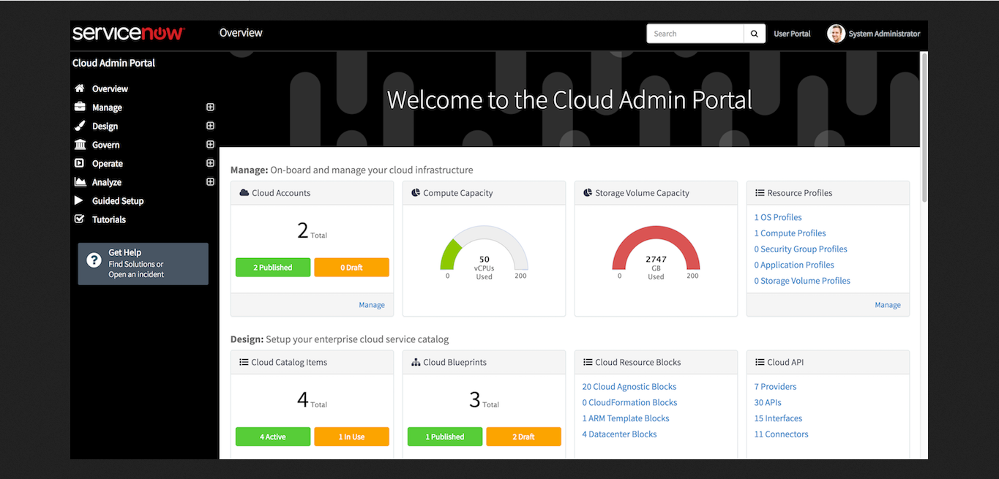 servicenow
Overview
Search
User Portal
System Administrator
Cloud Admin Portal
Overview
Manage
Design
Govern
Operate
Analyze
Guided Setup
Tutorials
Get Help
Find Solutions or
Open an incident
Welcome to the Cloud Admin Portal
Manage: On-board and manage your cloud infrastructure
Cloud Accounts
2 Total
2 Published
0 Draft
Manage
Compute Capacity
50
vCPUs
Used
0
200
Storage Volume Capacity
2747
GB
Used
0
200
Resource Profiles
1 OS Profiles
1 Compute Profiles
0 Security Group Profiles
0 Application Profiles
0 Storage Volume Profiles
Manage
Design: Setup your enterprise cloud service catalog
Cloud Catalog Items
4 Total
4 Active
1 In Use
Cloud Blueprints
3 Total
1 Published
2 Draft
Cloud Resource Blocks
20 Cloud Agnostic Blocks
0 CloudFormation Blocks
1 ARM Template Blocks
4 Datacenter Blocks
Cloud API
7 Providers
30 APIs
15 Interfaces
11 Connectors